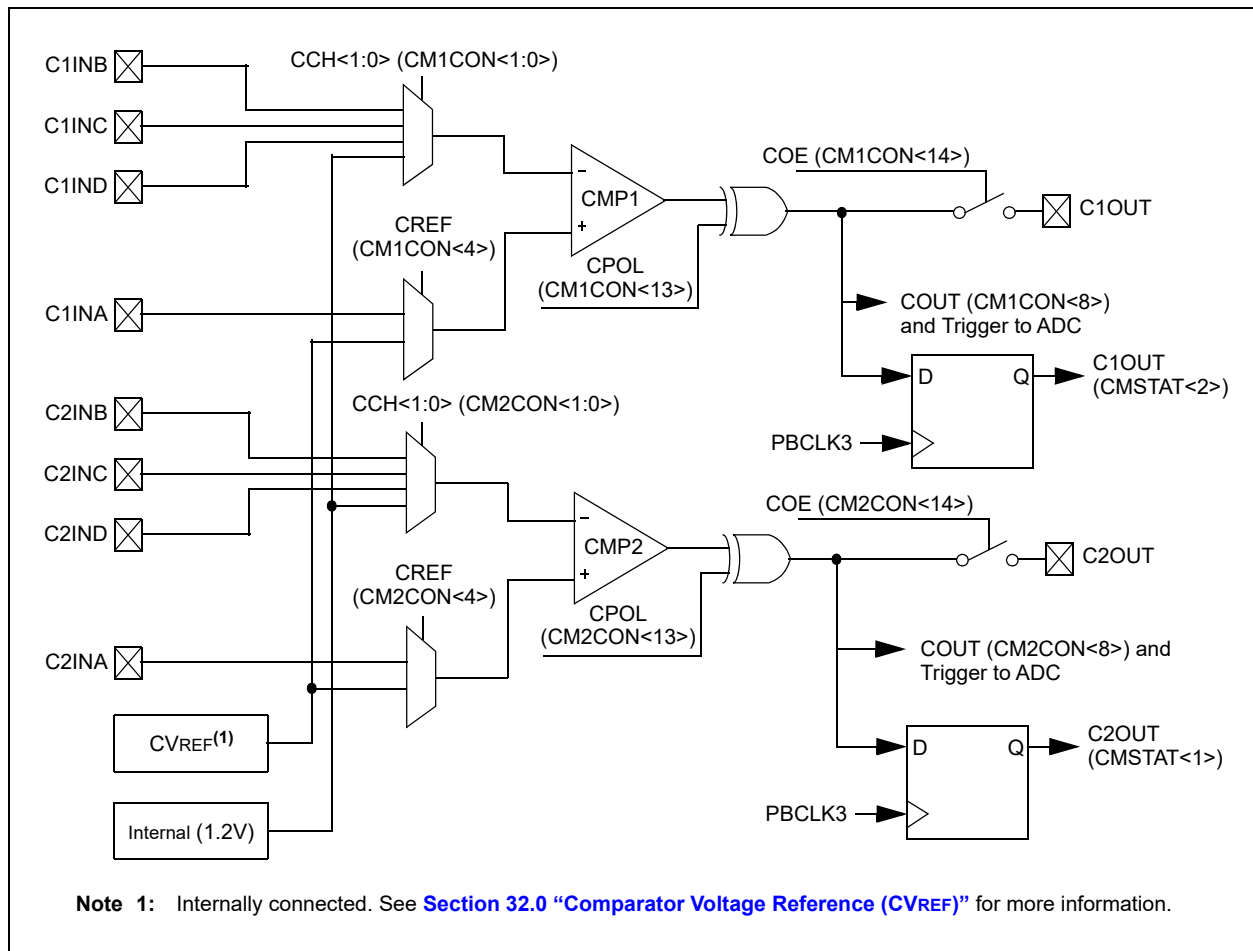 C1INB
CCH<1:0> (CM1CON<1:0>)
C1INC
C1IND
COE (CM1CON<14>)
–
CMP1
+
C1OUT
CREF
(CM1CON<4>)
CPOL
(CM1CON<13>)
C1INA
COUT (CM1CON<8>)
and Trigger to ADC
D
Q
C1OUT
(CMSTAT<2>)
PBCLK3
C2INB
CCH<1:0> (CM2CON<1:0>)
C2INC
C2IND
COE (CM2CON<14>)
–
CMP2
+
C2OUT
CREF
(CM2CON<4>)
CPOL
(CM2CON<13>)
C2INA
COUT (CM2CON<8>) and
Trigger to ADC
CVREF(1)
D
Q
C2OUT
(CMSTAT<1>)
PBCLK3
Internal (1.2V)
Note 1: Internally connected. See Section 32.0 “Comparator Voltage Reference (CVREF)” for more information.